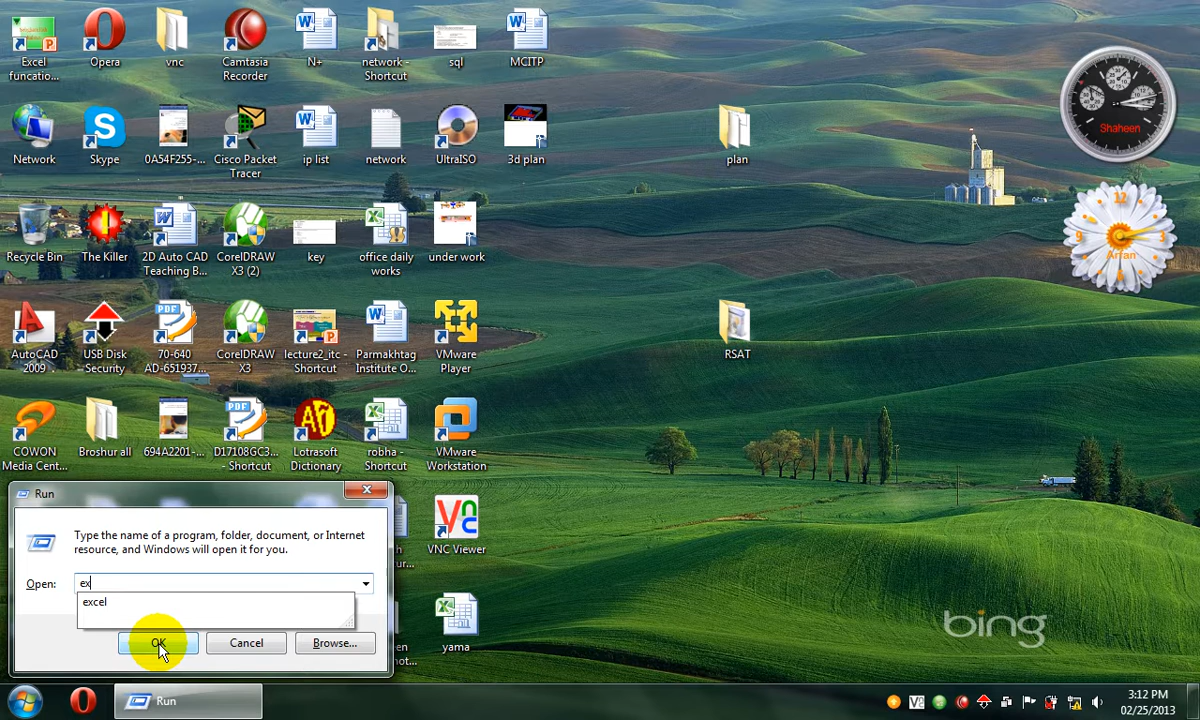 Excel
funcatio...
Opera
vnc
Camtasia
Recorder
N+
network -
Shortcut
sql
MCITP
Network
Skype
0A54F255-...
Cisco Packet
Tracer
ip list
network
UltraISO
3d plan
plan
Shaheen
Recycle Bin
The Killer
2D Auto CAD
Teaching B...
CorelDRAW
X3 (2)
key
office daily
works
under work
12
3
6
9
Arfan
AutoCAD
2009
USB Disk
Security
70-640
AD-651937...
CorelDRAW
X3
lecture2_itc -
Shortcut
Parmakhtag
Institute O...
VMware
Player
RSAT
COWON
Media Cent...
Broshur all
694A2201-...
D17108GC3...
- Shortcut
Lotrasoft
Dictionary
robha -
Shortcut
VMware
Workstation
VNC Viewer
yama
Run
Type the name of a program, folder, document, or Internet
resource, and Windows will open it for you.
Open:
ex
excel
OK
Cancel
Browse...
bing
Run
3:12 PM
02/25/2013